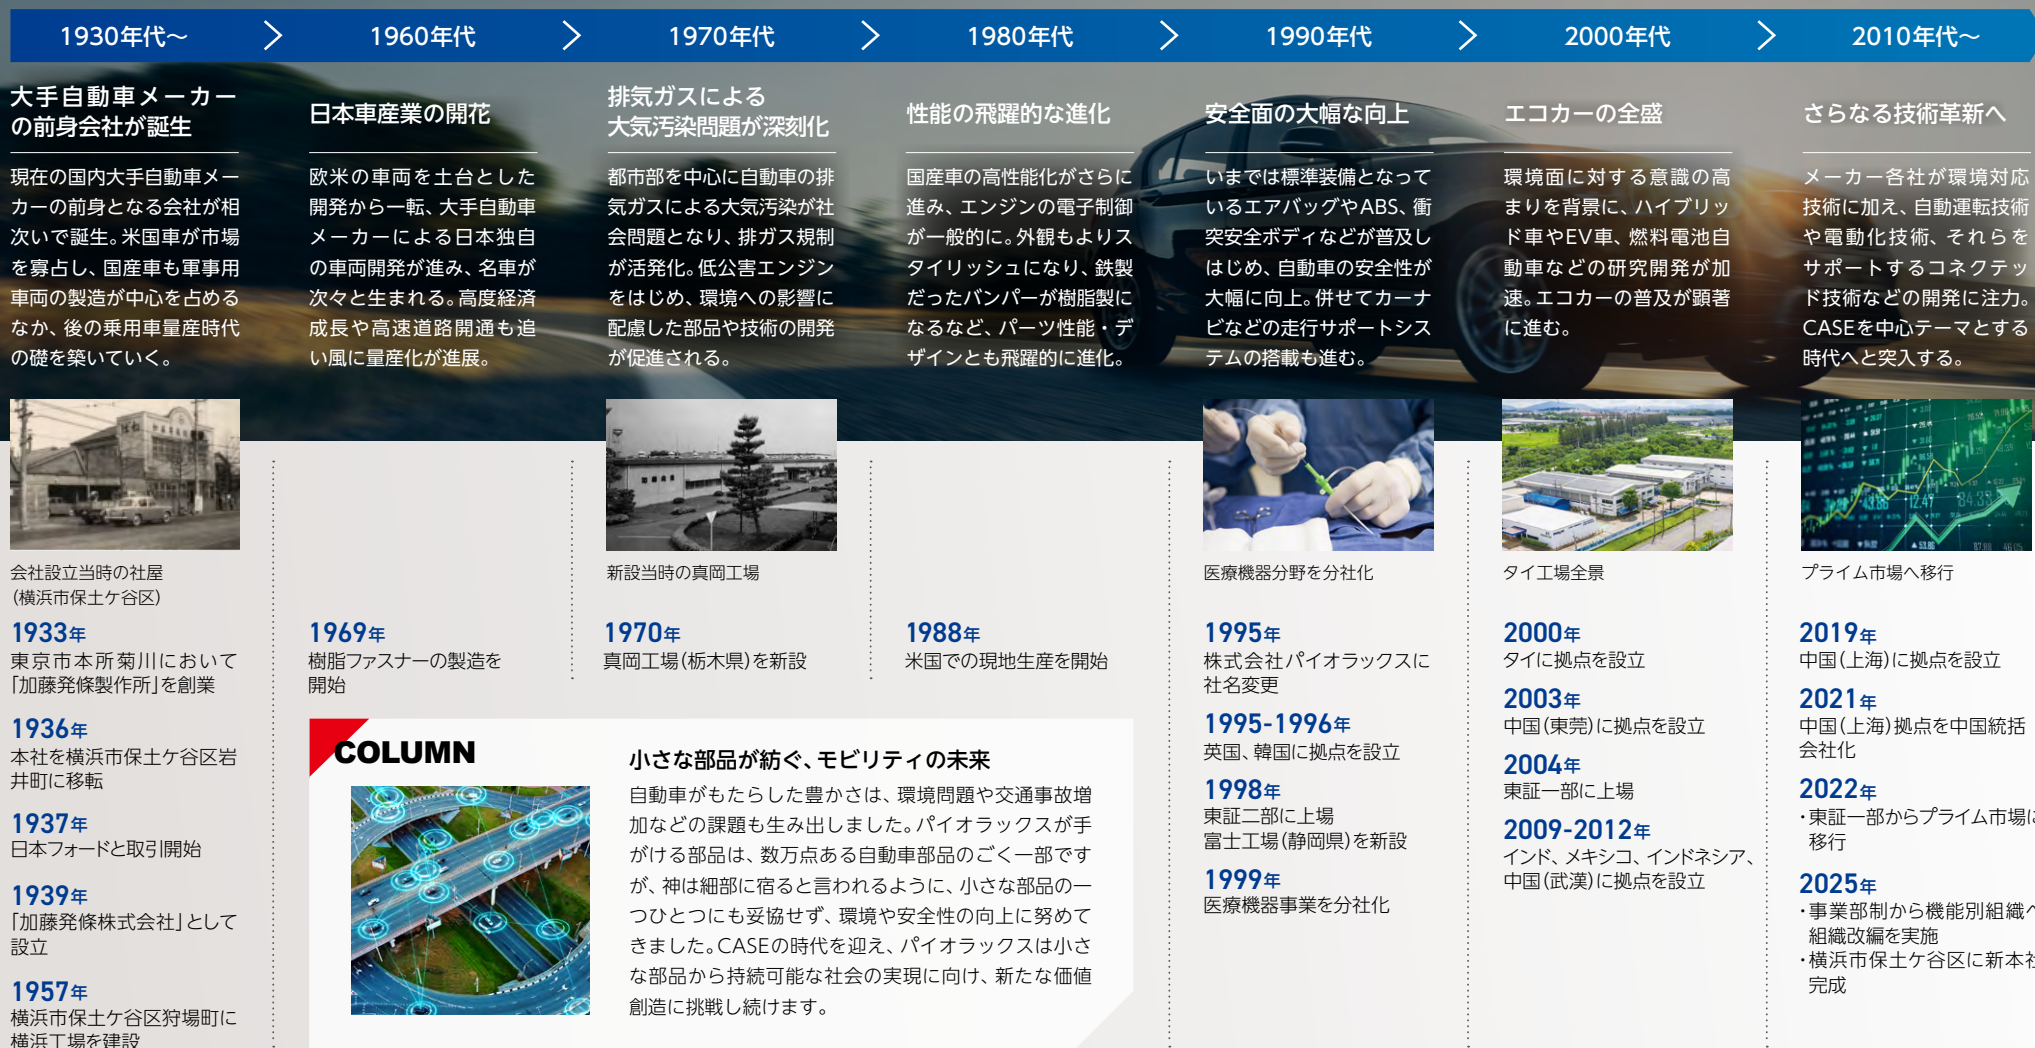 1930年代〜
1960年代
1970年代
1980年代
1990年代
2000年代
2010年代〜
大手自動車メーカー
の前身会社が誕生
現在の国内大手自動車メー
カーの前身となる会社が相
次いで誕生。米国車が市場
を寡占し、国産車も軍事用
車両の製造が中心を占める
なか、後の乗用車量産時代
の礎を築いていく。
日本車産業の開花
欧米の車両を土台とした
開発から一転、大手自動車
メーカーによる日本独自
の車両開発が進み、名車が
次々と生まれる。高度経済
成長や高速道路開通も追
い風に量産化が進展。
排気ガスによる
大気汚染問題が深刻化
都市部を中心に自動車の排
気ガスによる大気汚染が社
会問題となり、排ガス規制
が活発化。低公害エンジン
をはじめ、環境への影響に
配慮した部品や技術の開発
が促進される。
性能の飛躍的な進化
国産車の高性能化がさらに
進み、エンジンの電子制御
が一般的に。外観もよりス
タイリッシュになり、鉄製
だったバンパーが樹脂製に
なるなど、パーツ性能・デ
ザインとも飛躍的に進化。
安全面の大幅な向上
いまでは標準装備となって
いるエアバッグやABS、衝
突安全ボディなどが普及し
はじめ、自動車の安全性が
大幅に向上。併せてカーナ
ビなどの走行サポートシス
テムの搭載も進む。
エコカーの全盛
環境面に対する意識の高
まりを背景に、ハイブリッ
ド車やEV車、燃料電池自
動車などの研究開発が加
速。エコカーの普及が顕著
に進む。
さらなる技術革新へ
メーカー各社が環境対応
技術に加え、自動運転技術
や電動化技術、それらを
サポートするコネクテッ
ド技術などの開発に注力。
CASEを中心テーマとする
時代へと突入する。
会社設立当時の社屋
(横浜市保土ケ谷区)
1933年
東京市本所菊川において
「加藤発條製作所」を創業
1936年
本社を横浜市保土ケ谷区岩
井町に移転
1937年
日本フォードと取引開始
1939年
「加藤発條株式会社」として
設立
1957年
横浜市保土ケ谷区狩場町に
横浜工場を建設
1969年
樹脂ファスナーの製造を
開始
新設当時の真岡工場
1970年
真岡工場(栃木県)を新設
1988年
米国での現地生産を開始
COLUMN
小さな部品が紡ぐ、モビリティの未来
自動車がもたらした豊かさは、環境問題や交通事故増
加などの課題も生み出しました。パイオラックスが手
がける部品は、数万点ある自動車部品のごく一部です
が、神は細部に宿ると言われるように、小さな部品の一
つひとつにも妥協せず、環境や安全性の向上に努めて
きました。CASEの時代を迎え、パイオラックスは小さ
な部品から持続可能な社会の実現に向け、新たな価値
創造に挑戦し続けます。
医療機器分野を分社化
1995年
株式会社パイオラックスに
社名変更
1995-1996年
英国、韓国に拠点を設立
1998年
東証二部に上場
富士工場(静岡県)を新設
1999年
医療機器事業を分社化
タイ工場全景
2000年
タイに拠点を設立
2003年
中国(東莞)に拠点を設立
2004年
東証一部に上場
2009-2012年
インド、メキシコ、インドネシア、
中国(武漢)に拠点を設立
43.86
12.47
84.38
プライム市場へ移行
2019年
中国(上海)に拠点を設立
2021年
中国(上海)拠点を中国統括
会社化
2022年
・東証一部からプライム市場に
移行
2025年
・事業部制から機能別組織へ
組織改編を実施
・横浜市保土ケ谷区に新本社
完成